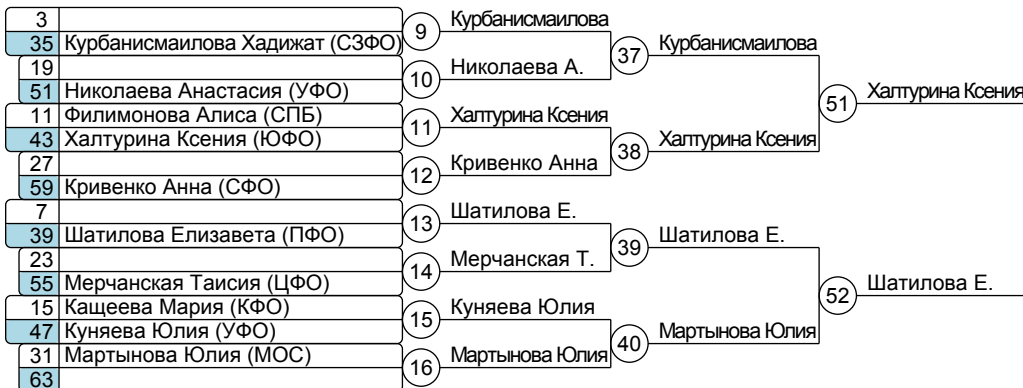 3
9 Курбанисмаилова
35 Курбанисмаилова Хадижат (СЗФО)
37 Курбанисмаилова
19
10 Николаева А.
51 Николаева Анастасия (УФО)
51 Халтурина Ксения
11 Филимонова Алиса (СПБ)
11 Халтурина Ксения
43 Халтурина Ксения (ЮФО)
38 Халтурина Ксения
27
12 Кривенко Анна
59 Кривенко Анна (СФО)
7
13 Шатилова Е.
39 Шатилова Елизавета (ПФО)
39 Шатилова Е.
23
14 Мерчанская Т.
55 Мерчанская Таисия (ЦФО)
52 Шатилова Е.
15 Кащеева Мария (КФО)
15 Куняева Юлия
47 Куняева Юлия (УФО)
40 Мартынова Юлия
31 Мартынова Юлия (МОС)
16 Мартынова Юлия
63